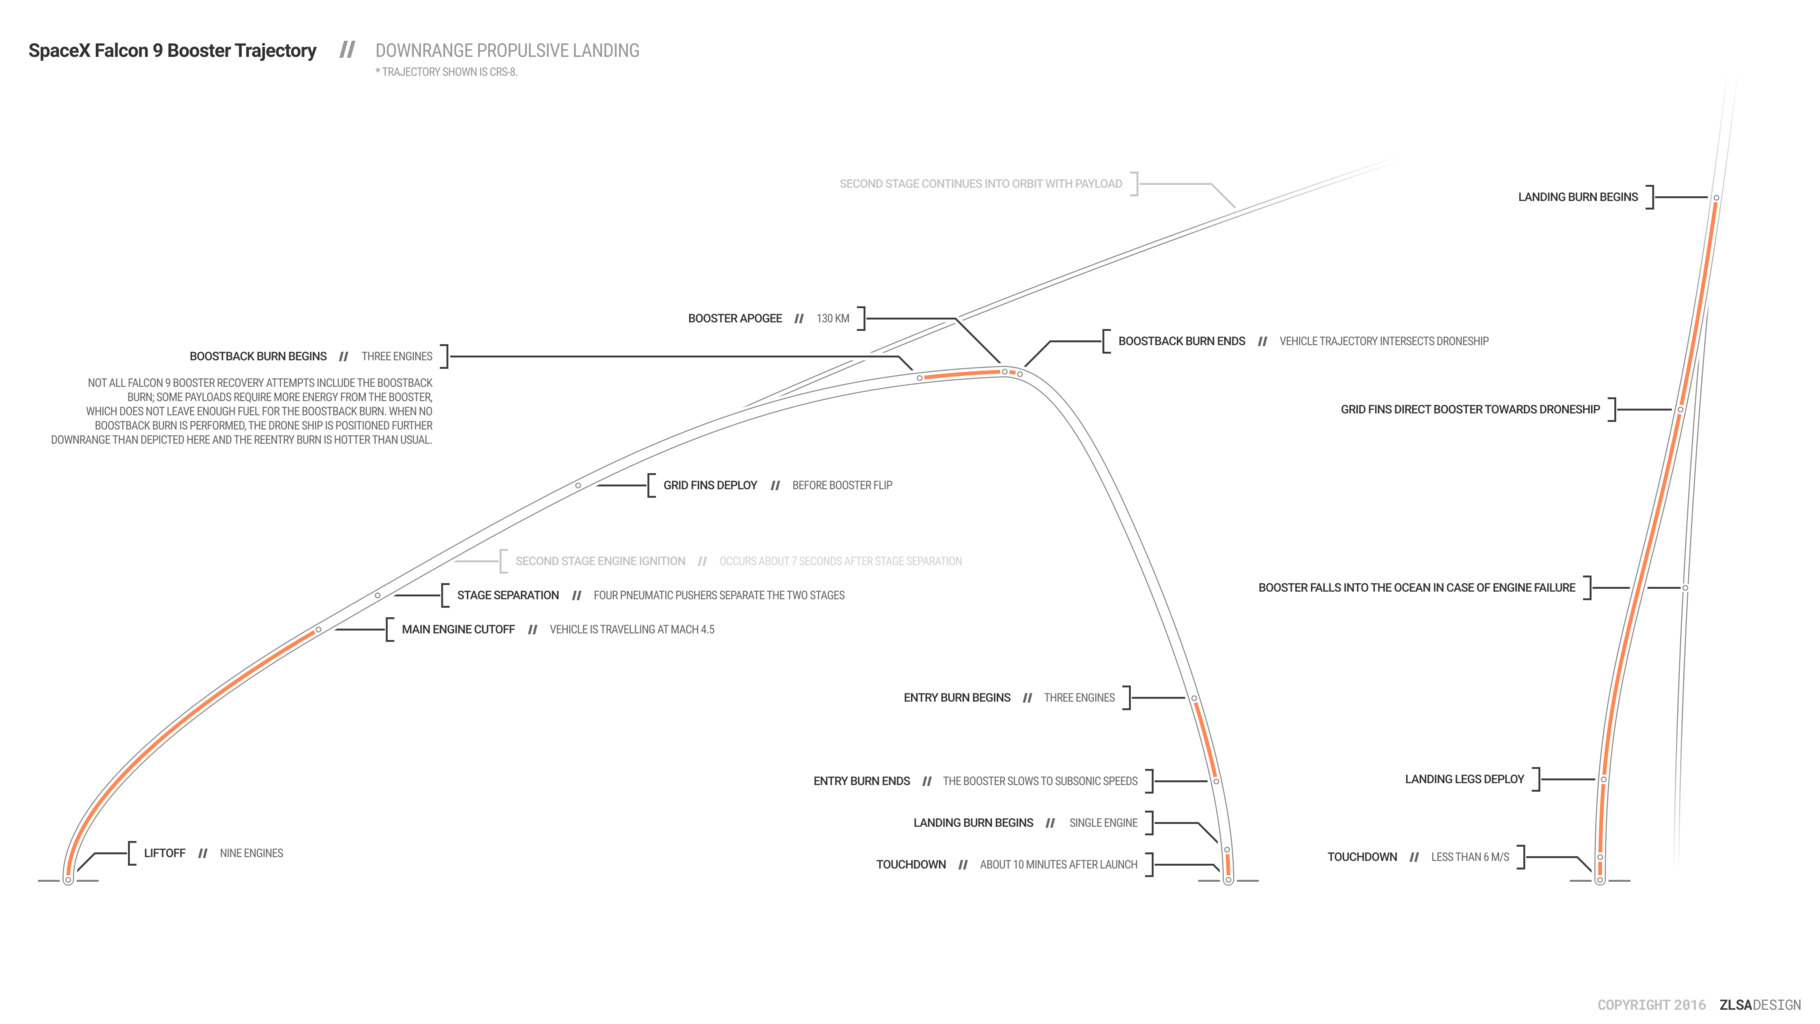 SpaceX Falcon 9 Booster Trajectory // DOWNRANGE PROPULSIVE LANDING
* TRAJECTORY SHOWN IS CRS-8.
SECOND STAGE CONTINUES INTO ORBIT WITH PAYLOAD
LANDING BURN BEGINS
BOOSTER APOGEE // 130 KM
BOOSTBACK BURN ENDS // VEHICLE TRAJECTORY INTERSECTS DRONESHIP
BOOSTBACK BURN BEGINS // THREE ENGINES
NOT ALL FALCON 9 BOOSTER RECOVERY ATTEMPTS INCLUDE THE BOOSTBACK
BURN; SOME PAYLOADS REQUIRE MORE ENERGY FROM THE BOOSTER,
WHICH DOES NOT LEAVE ENOUGH FUEL FOR THE BOOSTBACK BURN. WHEN NO
BOOSTBACK BURN IS PERFORMED, THE DRONE SHIP IS POSITIONED FURTHER
DOWNRANGE THAN DEPICTED HERE AND THE REENTRY BURN IS HOTTER THAN USUAL.
GRID FINS DIRECT BOOSTER TOWARDS DRONESHIP
GRID FINS DEPLOY // BEFORE BOOSTER FLIP
SECOND STAGE ENGINE IGNITION // OCCURS ABOUT 7 SECONDS AFTER STAGE SEPARATION
BOOSTER FALLS INTO THE OCEAN IN CASE OF ENGINE FAILURE
STAGE SEPARATION // FOUR PNEUMATIC PUSHERS SEPARATE THE TWO STAGES
MAIN ENGINE CUTOFF // VEHICLE IS TRAVELLING AT MACH 4.5
ENTRY BURN BEGINS // THREE ENGINES
ENTRY BURN ENDS // THE BOOSTER SLOWS TO SUBSONIC SPEEDS
LANDING LEGS DEPLOY
LANDING BURN BEGINS // SINGLE ENGINE
LIFTOFF // NINE ENGINES
TOUCHDOWN // ABOUT 10 MINUTES AFTER LAUNCH
TOUCHDOWN // LESS THAN 6 M/S
COPYRIGHT 2016 ZLSADESIGN